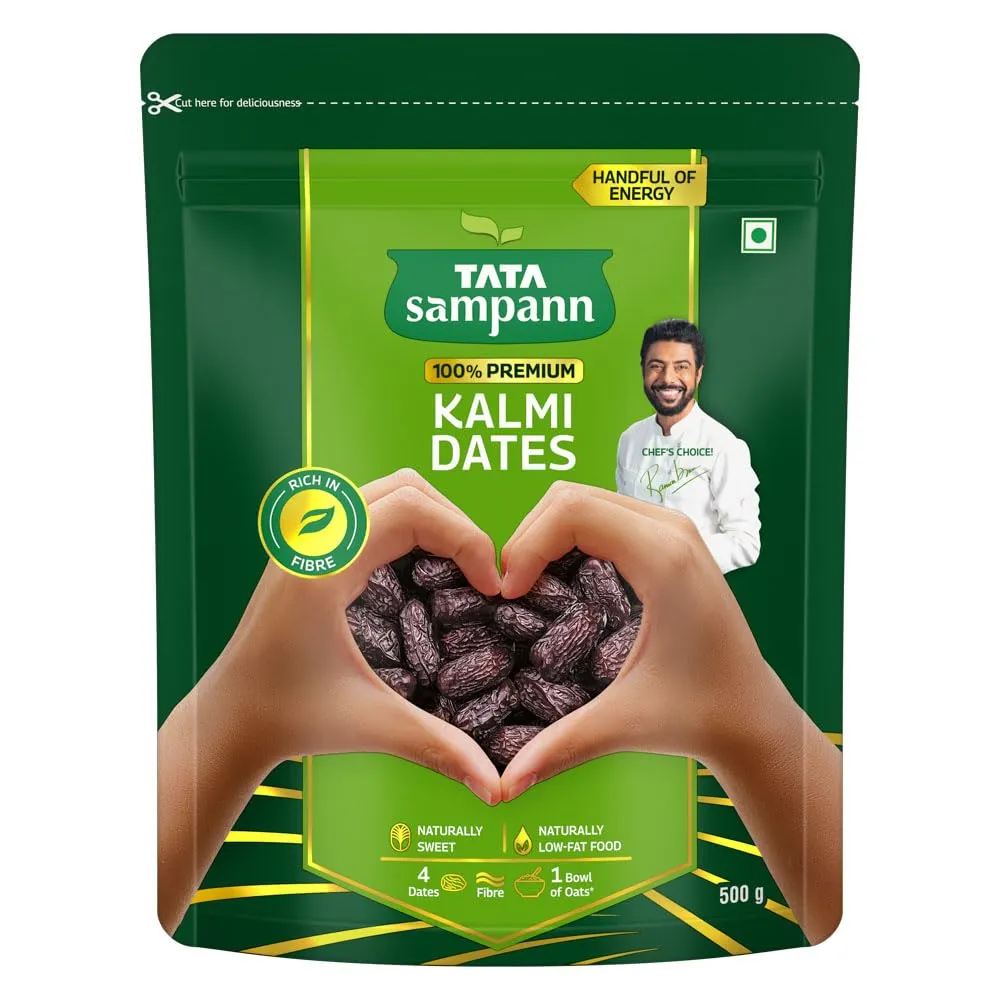 Cut here for deliciousness
HANDFUL OF
ENERGY
TATA
sampann
100% PREMIUM
KALMI
DATES
CHEF'S CHOICE!
RICH IN
FIBRE
NATURALLY
SWEET
NATURALLY
LOW-FAT FOOD
4
Dates
Fibre
1 Bowl
of Oats*
500 g